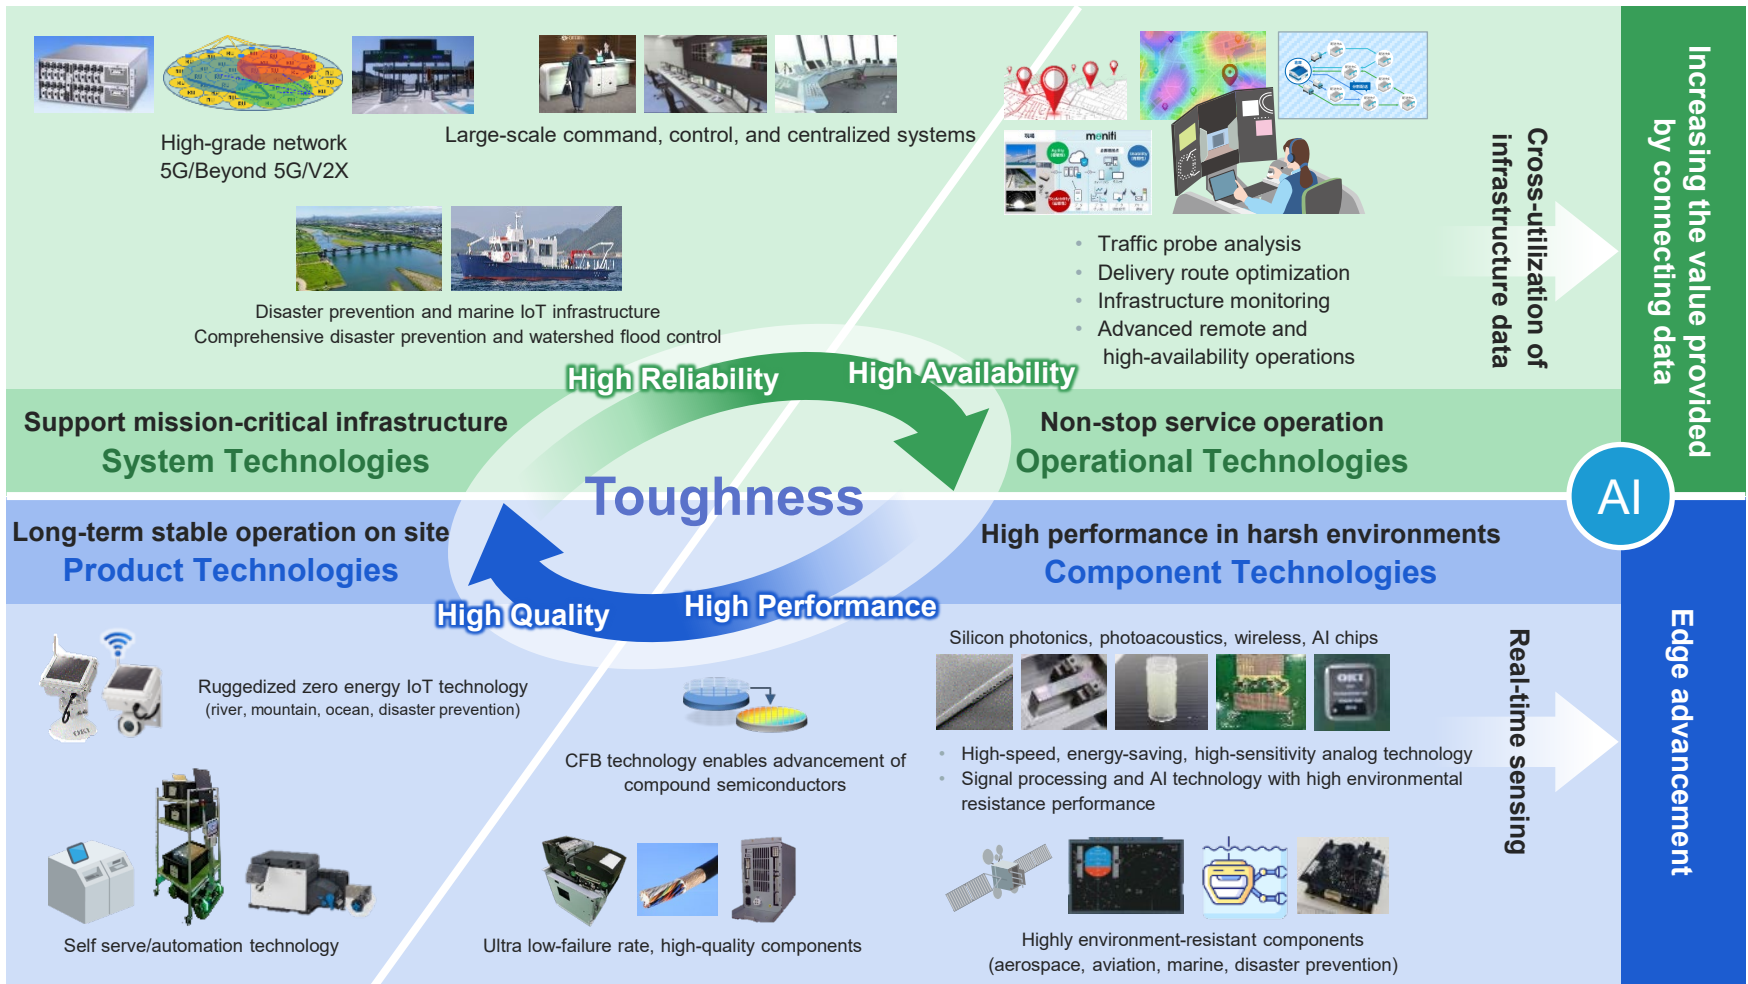 High-grade network
5G/Beyond 5G/V2X
Large-scale command, control, and centralized systems
Disaster prevention and marine IoT infrastructure
Comprehensive disaster prevention and watershed flood control
menifi
• Traffic probe analysis
• Delivery route optimization
• Infrastructure monitoring
• Advanced remote and
high-availability operations
Cross-utilization of
infrastructure data
Increasing the value provided
by connecting data
High Reliability
High Availability
Support mission-critical infrastructure
System Technologies
Non-stop service operation
Operational Technologies
Toughness
AI
Long-term stable operation on site
Product Technologies
High performance in harsh environments
Component Technologies
High Quality
High Performance
Ruggedized zero energy IoT technology
(river, mountain, ocean, disaster prevention)
OKI
Self serve/automation technology
CFB technology enables advancement of
compound semiconductors
Ultra low-failure rate, high-quality components
Silicon photonics, photoacoustics, wireless, AI chips
OKI
• High-speed, energy-saving, high-sensitivity analog technology
• Signal processing and AI technology with high environmental
resistance performance
Highly environment-resistant components
(aerospace, aviation, marine, disaster prevention)
Real-time sensing
Edge advancement